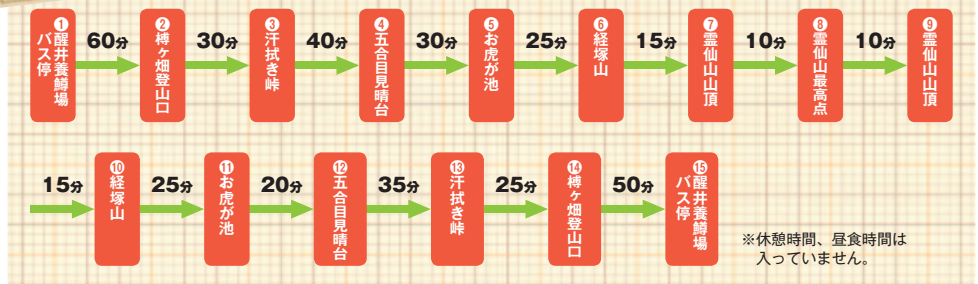 ❶醒井養鱒場
バス停
60分
❷榑ヶ畑登山口
30分
❸汗拭き峠
40分
❹五合目見晴台
30分
❺お虎が池
25分
❻経塚山
15分
❼霊仙山山頂
10分
❽霊仙山最高点
10分
❾霊仙山山頂
15分
❿経塚山
25分
⓫お虎が池
20分
⓬五合目見晴台
35分
⓭汗拭き峠
25分
⓮榑ヶ畑登山口
50分
⓯醒井養鱒場
バス停
※休憩時間、昼食時間は
入っていません。